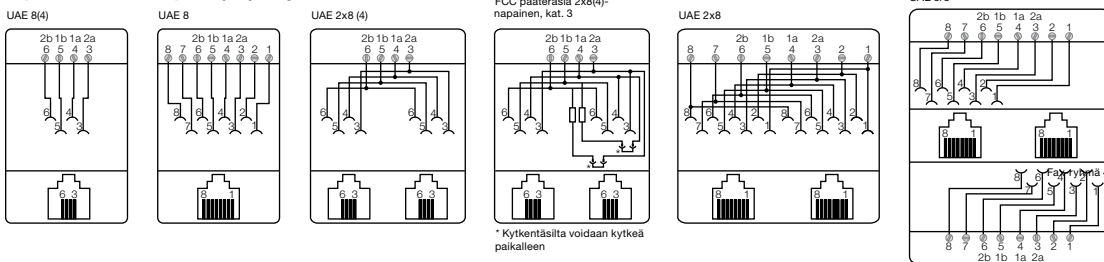 UAE 8(4)
2b 1b 1a 2a
6 5 4 3
6 4
5 3
6 3
UAE 8
2b 1b 1a 2a
8 7 6 5 4 3 2 1
8 6 4 2
7 5 3 1
8 1
UAE 2x8 (4)
2b 1b 1a 2a
6 5 4 3
6 4 6 4
5 3 5 3
6 3 6 3
FCC pääterasia 2x8(4)-
napainen, kat. 3
2b 1b 1a 2a
6 5 4 3
6 4 6 4
5 3 5 3
*
*
6 3 6 3
* Kytkentäsilta voidaan kytkeä
paikalleen
UAE 2x8
2b 1b 1a 2a
8 7 6 5 4 3 2 1
8 6 4 2 8 6 4 2
7 5 3 1 7 5 3 1
8 1 8 1
2b 1b 1a 2a
8 7 6 5 4 3 2 1
8 6 4 2
7 5 3 1
8 1 8 1
Fax-ryhmä
8 6 4 2
7 5 3 1
8 7 6 5 4 3 2 1
2b 1b 1a 2a